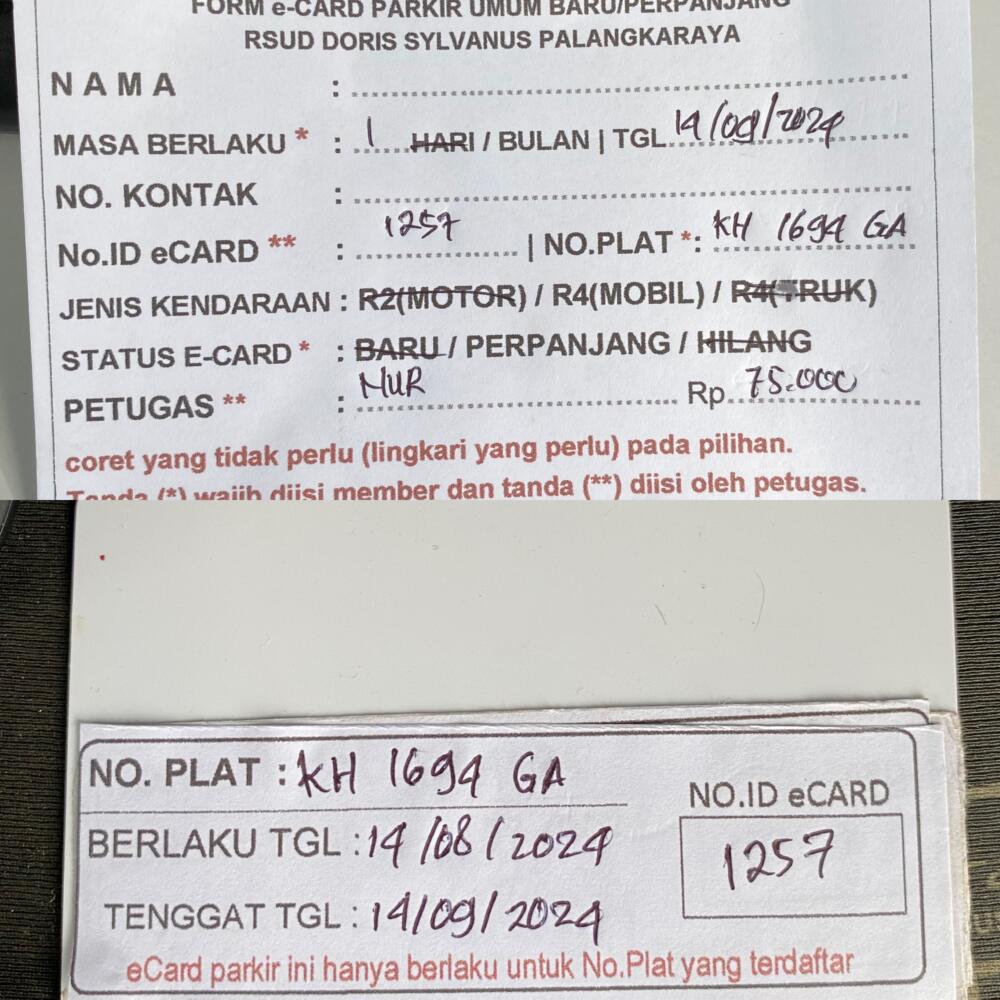 FORM e-CARD PARKIR UMUM BARU/PERPANJANG
RSUD DORIS SYLVANUS PALANGKARAYA
NAMA :
MASA BERLAKU * : 1 HARI / BULAN | TGL 14/09/2024
NO. KONTAK :
No.ID eCARD ** : 1257 | NO.PLAT *: KH 1694 GA
JENIS KENDARAAN : R2(MOTOR) / R4(MOBIL) / R4(TRUK)
STATUS E-CARD * : BARU / PERPANJANG / HILANG
PETUGAS ** : NUR Rp. 75.000
coret yang tidak perlu (lingkari yang perlu) pada pilihan.
Tanda (*) wajib diisi member dan tanda (**) diisi oleh petugas.
NO. PLAT : KH 1694 GA
BERLAKU TGL : 14/08/2024
TENGGAT TGL : 14/09/2024
NO.ID eCARD
1257
eCard parkir ini hanya berlaku untuk No.Plat yang terdaftar